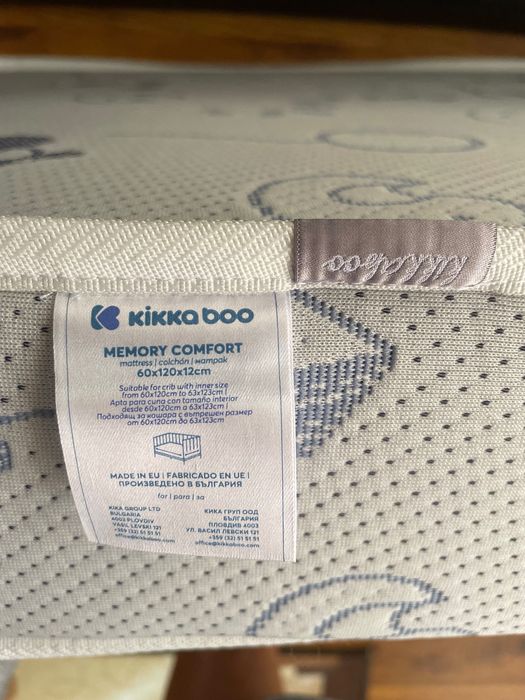 kikkaboo
KIKKA BOO
MEMORY COMFORT
mattress | colchón | матрак
60x120x12cm
Suitable for crib with inner size
from 60x120cm to 63x123cm |
Apta para cuna con tamaño interior
desde 60x120cm a 63x123cm |
Подходящ за кошара с вътрешен размер
от 60x120cm до 63x123cm
MADE IN EU | FABRICADO EN UE |
ПРОИЗВЕДЕНО В БЪЛГАРИЯ
for | para | за
KIKA GROUP LTD
BULGARIA
4003 PLOVDIV
VASIL LEVSKI 121
+359 (32) 51 51 51
office@kikkaboo.com
КИКА ГРУП ООД
БЪЛГАРИЯ
ПЛОВДИВ 4003
УЛ. ВАСИЛ ЛЕВСКИ 121
+359 (32) 51 51 51
office@kikkaboo.com